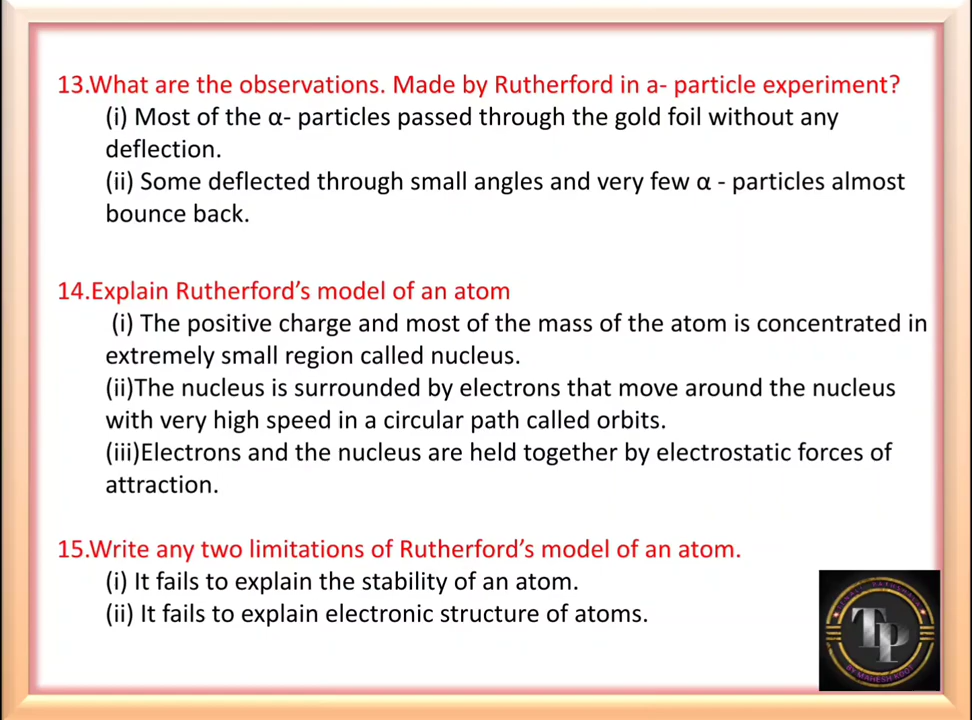 13.What are the observations. Made by Rutherford in a- particle experiment?
(i) Most of the α- particles passed through the gold foil without any
deflection.
(ii) Some deflected through small angles and very few α - particles almost
bounce back.
14.Explain Rutherford’s model of an atom
(i) The positive charge and most of the mass of the atom is concentrated in
extremely small region called nucleus.
(ii)The nucleus is surrounded by electrons that move around the nucleus
with very high speed in a circular path called orbits.
(iii)Electrons and the nucleus are held together by electrostatic forces of
attraction.
15.Write any two limitations of Rutherford’s model of an atom.
(i) It fails to explain the stability of an atom.
(ii) It fails to explain electronic structure of atoms.
TP
BY MAHESH